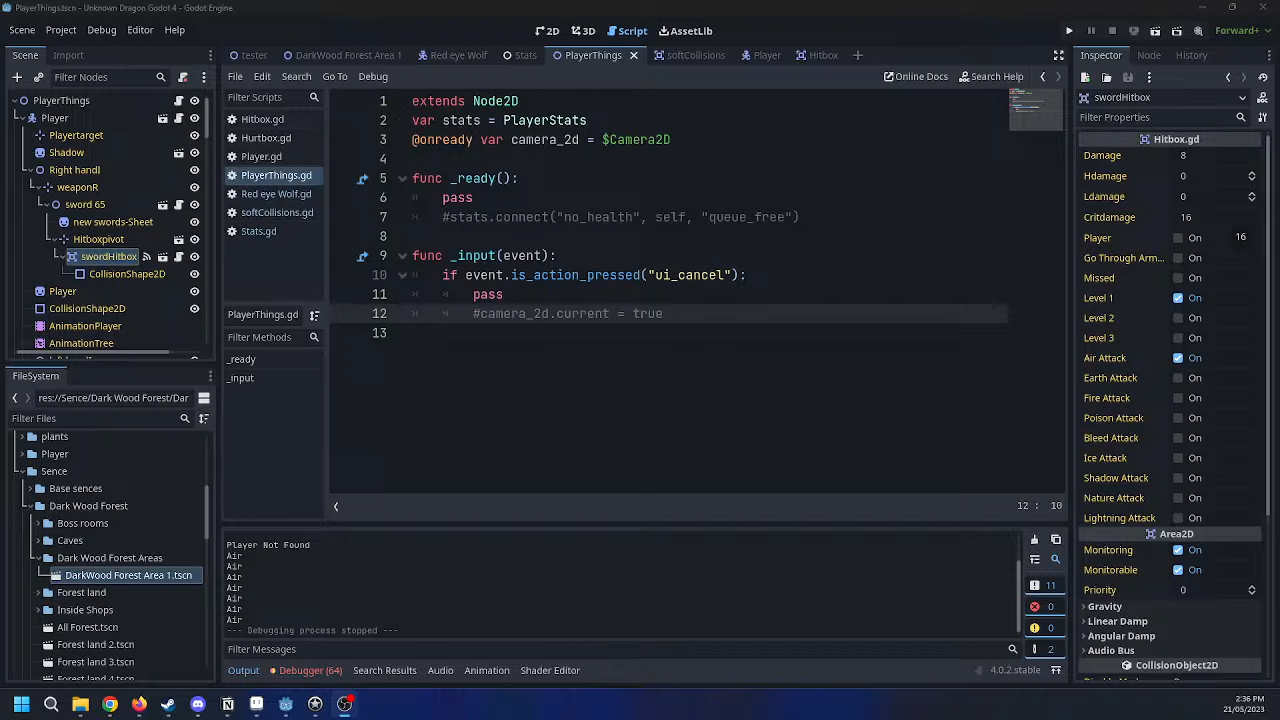 PlayerThings.tscn - Unknown Dragon Godot 4 - Godot Engine
Scene Project Debug Editor Help
2D 3D Script AssetLib
Forward+
Scene Import
Filter Nodes
PlayerThings
Player
Playertarget
Shadow
Right handl
weaponR
sword 65
new swords-Sheet
Hitboxpivot
swordHitbox
CollisionShape2D
Player
CollisionShape2D
AnimationPlayer
AnimationTree
FileSystem
res://Sence/Dark Wood Forest/Dar
Filter Files
plants
Player
Sence
Base sences
Dark Wood Forest
Boss rooms
Caves
Dark Wood Forest Areas
DarkWood Forest Area 1.tscn
Forest land
Inside Shops
All Forest.tscn
Forest land 2.tscn
Forest land 3.tscn
Forest land 4.tscn
tester DarkWood Forest Area 1 Red eye Wolf Stats PlayerThings softCollisions Player Hitbox
File Edit Search Go To Debug
Online Docs Search Help
Filter Scripts
Hitbox.gd
Hurtbox.gd
Player.gd
PlayerThings.gd
Red eye Wolf.gd
softCollisions.gd
Stats.gd
PlayerThings.gd
Filter Methods
_ready
_input
1 extends Node2D
2 var stats = PlayerStats
3 @onready var camera_2d = $Camera2D
4
5 func _ready():
6 pass
7 #stats.connect("no_health", self, "queue_free")
8
9 func _input(event):
10 if event.is_action_pressed("ui_cancel"):
11 pass
12 #camera_2d.current = true
13
12 : 10
Player Not Found
Air
Air
Air
Air
Air
Air
Air
--- Debugging process stopped ---
Filter Messages
11
0
0
2
Output Debugger (64) Search Results Audio Animation Shader Editor
4.0.2.stable
Inspector Node History
swordHitbox
Filter Properties
Hitbox.gd
Damage 8
Hdamage 0
Ldamage 0
Critdamage 16
Player On 16
Go Through Arm... On
Missed On
Level 1 On
Level 2 On
Level 3 On
Air Attack On
Earth Attack On
Fire Attack On
Poison Attack On
Bleed Attack On
Ice Attack On
Shadow Attack On
Nature Attack On
Lightning Attack On
Area2D
Monitoring On
Monitorable On
Priority 0
Gravity
Linear Damp
Angular Damp
Audio Bus
CollisionObject2D
2:36 PM
21/05/2023